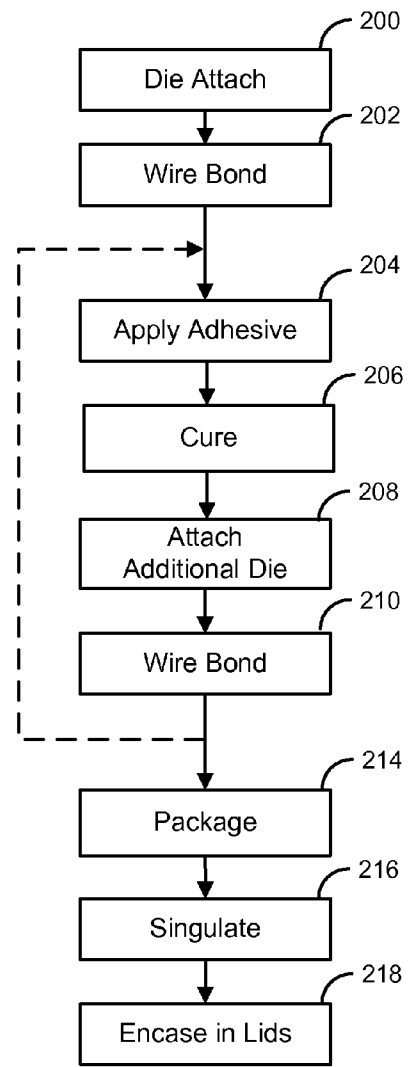 200
Die Attach
202
Wire Bond
204
Apply Adhesive
206
Cure
208
Attach
Additional Die
210
Wire Bond
214
Package
216
Singulate
218
Encase in Lids